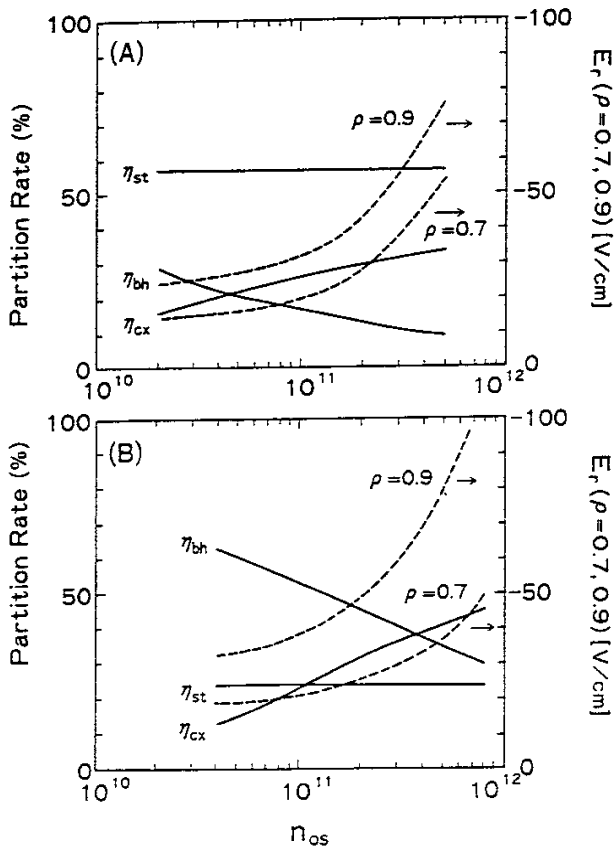 (A)
100
50
0
Partition Rate (%)
-100
-50
0
E_r (ρ=0.7, 0.9) [V/cm]
ρ=0.9
ρ=0.7
η_st
η_bh
η_cx
10^10
10^11
10^12
(B)
100
50
0
Partition Rate (%)
-100
-50
0
E_r (ρ=0.7, 0.9) [V/cm]
ρ=0.9
ρ=0.7
η_bh
η_st
η_cx
10^10
10^11
10^12
n_os